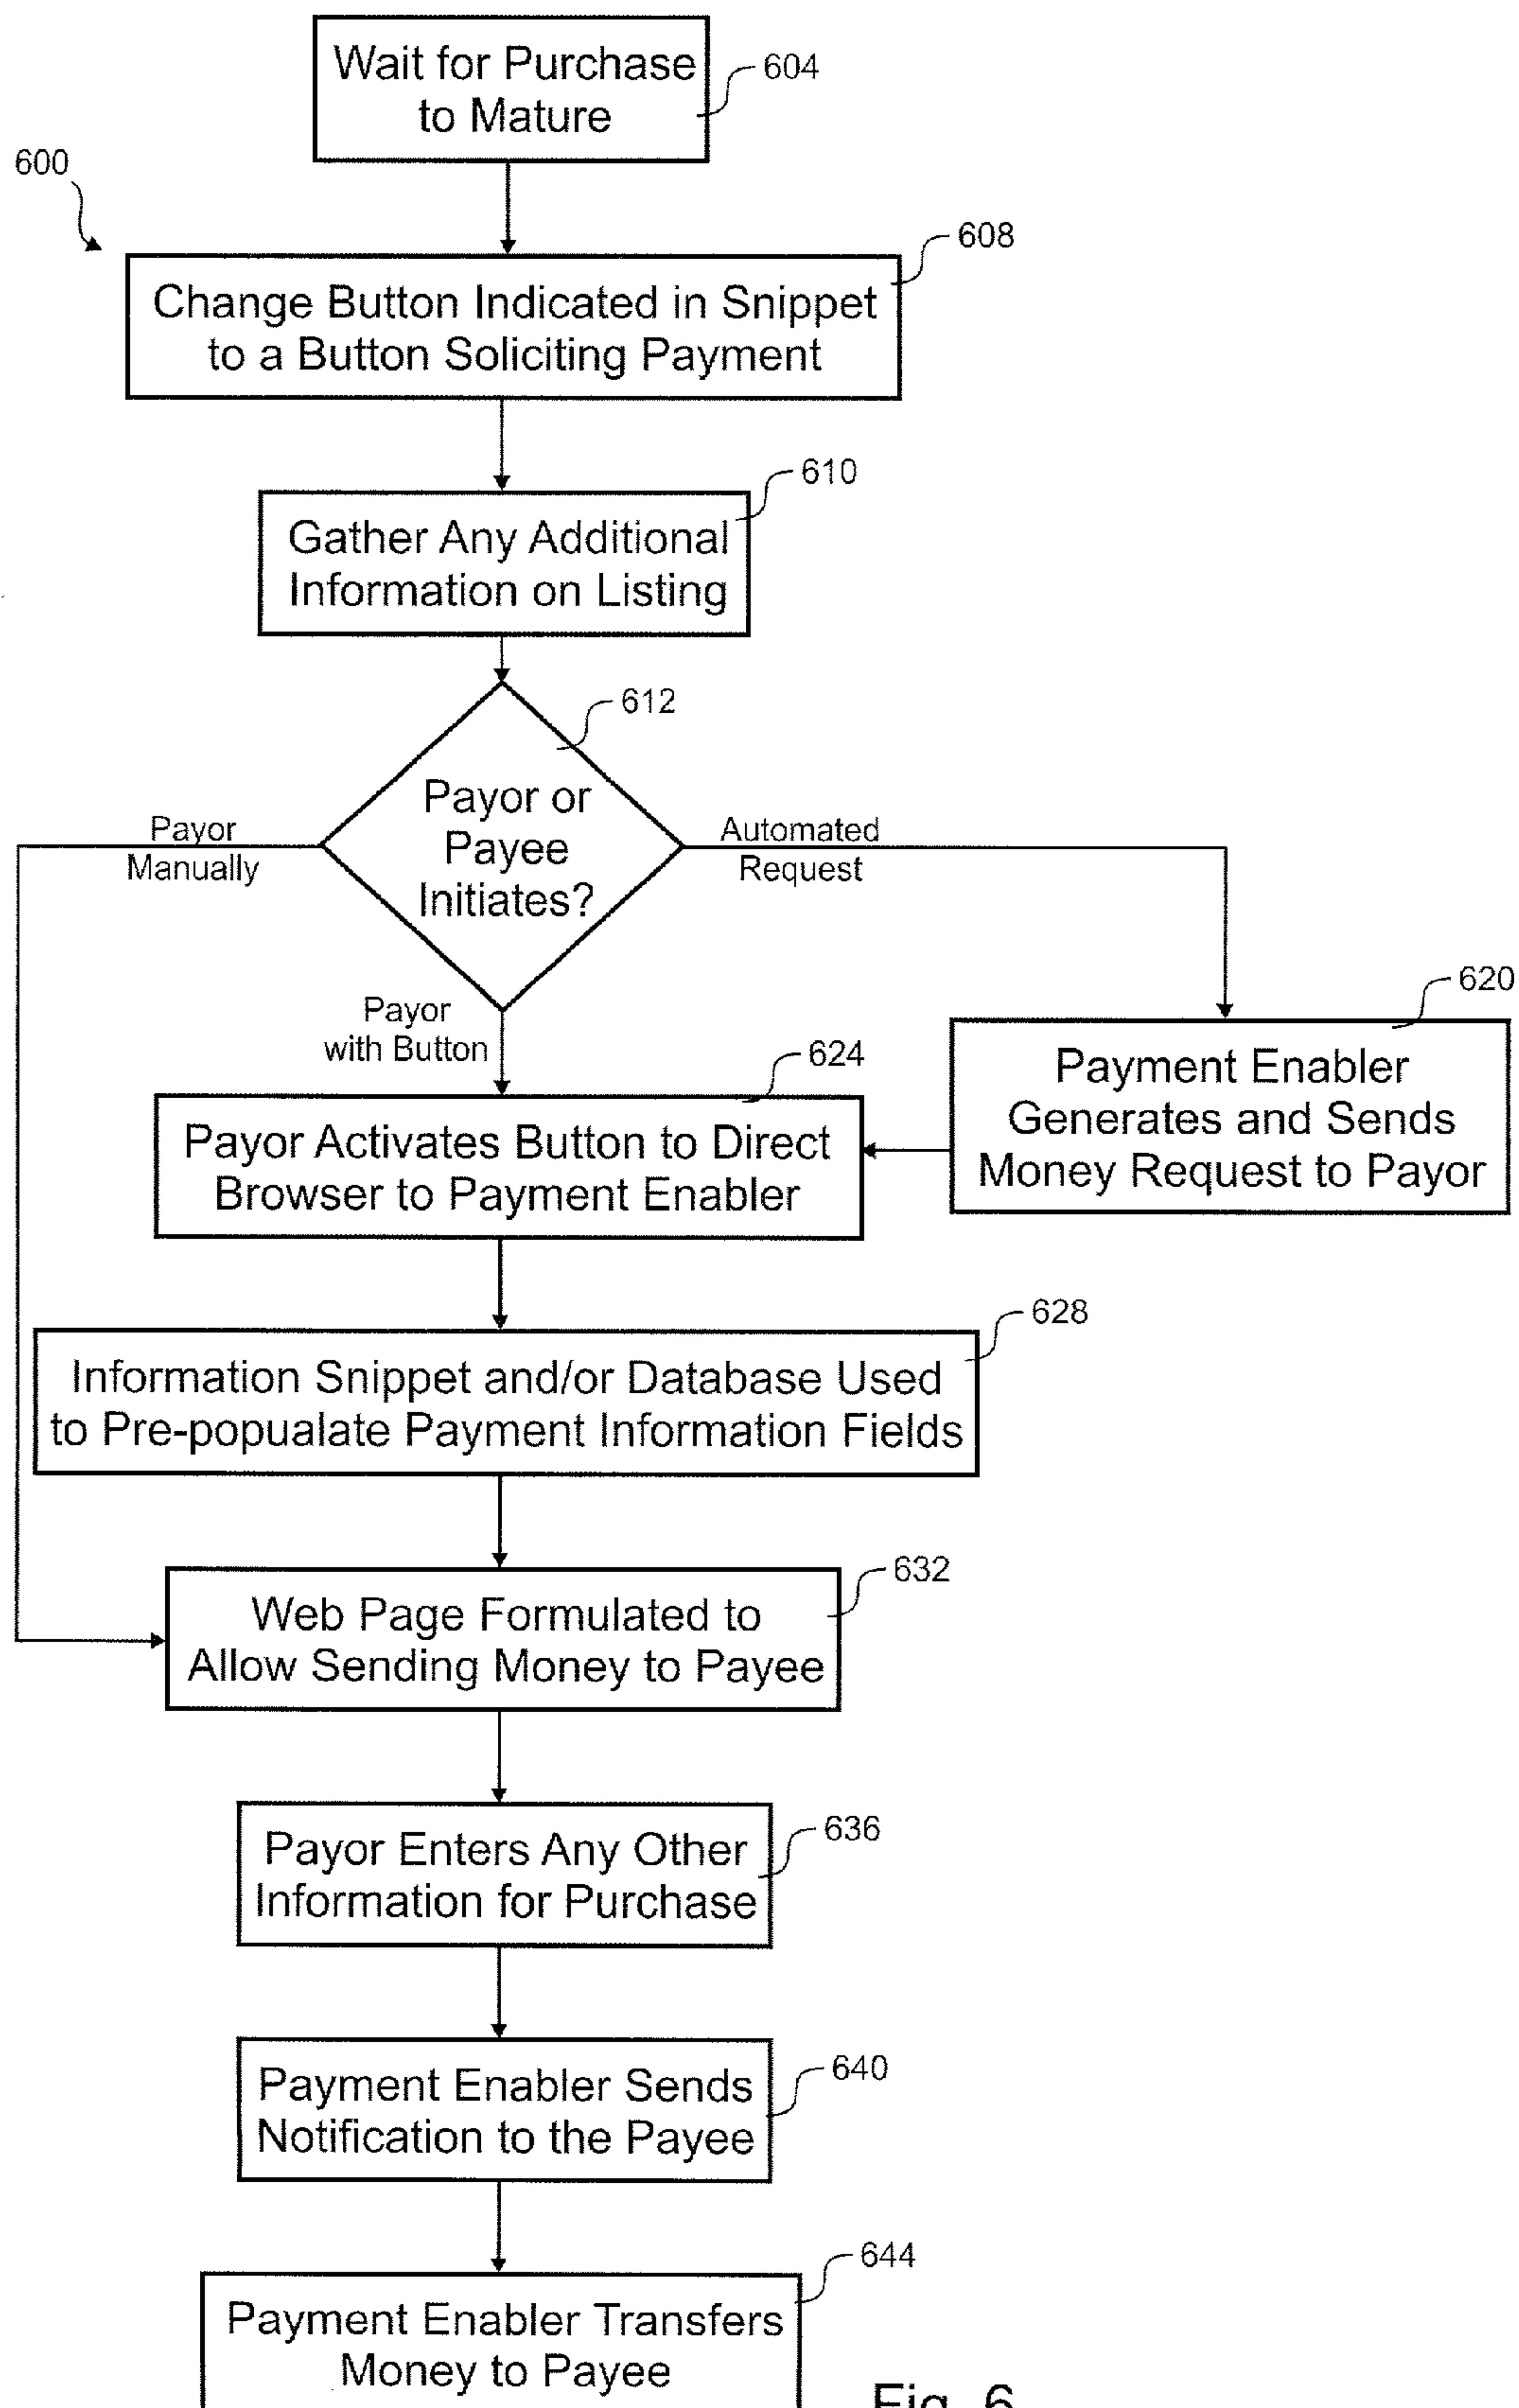 Wait for Purchase
to Mature
604
600
608
Change Button Indicated in Snippet
to a Button Soliciting Payment
610
Gather Any Additional
Information on Listing
612
Payor or
Payee
Initiates?
Payor
Manually
Automated
Request
Payor
with Button
620
Payment Enabler
Generates and Sends
Money Request to Payor
624
Payor Activates Button to Direct
Browser to Payment Enabler
628
Information Snippet and/or Database Used
to Pre-popualate Payment Information Fields
632
Web Page Formulated to
Allow Sending Money to Payee
636
Payor Enters Any Other
Information for Purchase
640
Payment Enabler Sends
Notification to the Payee
644
Payment Enabler Transfers
Money to Payee
Fig. 6